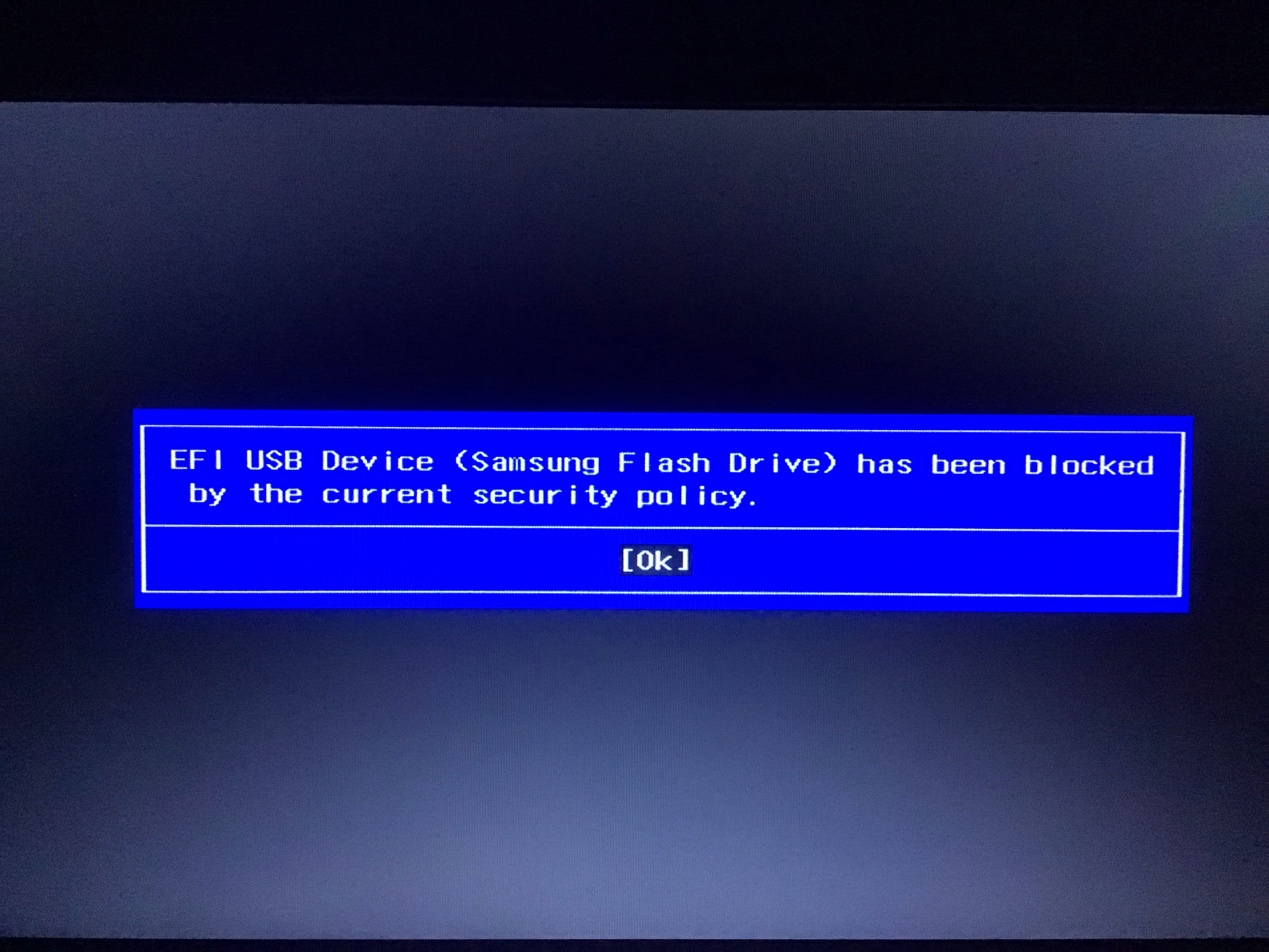 EFI USB Device (Samsung Flash Drive) has been blocked
by the current security policy.
[Ok]